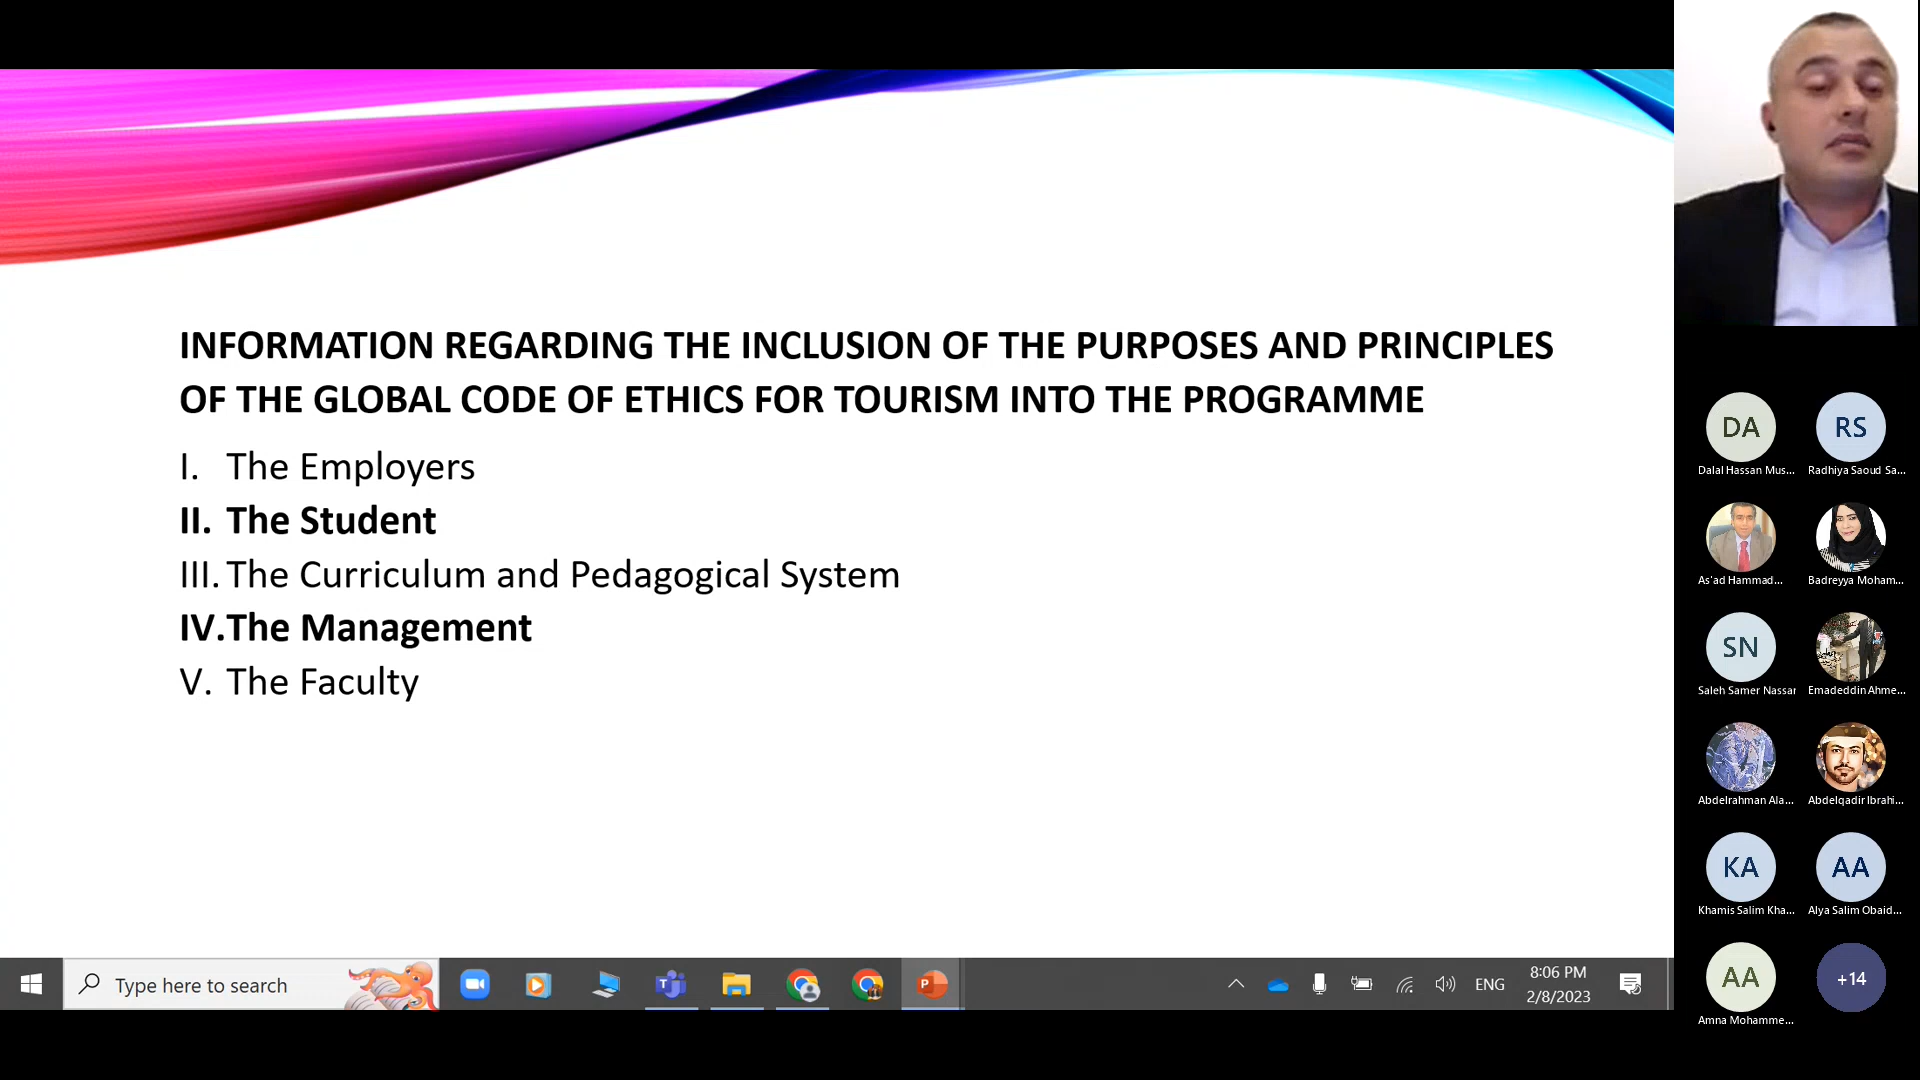 INFORMATION REGARDING THE INCLUSION OF THE PURPOSES AND PRINCIPLES
OF THE GLOBAL CODE OF ETHICS FOR TOURISM INTO THE PROGRAMME
I. The Employers
II. The Student
III. The Curriculum and Pedagogical System
IV. The Management
V. The Faculty
DA
RS
Dalal Hassan Mus...
Radhiya Saoud Sa...
As'ad Hammad...
Badreyya Moham...
SN
Saleh Samer Nassar
Emadeddin Ahme...
Abdelrahman Ala...
Abdelqadir Ibrahi...
KA
AA
Khamis Salim Kha...
Alya Salim Obaid...
AA
+14
Amna Mohamme...
Type here to search
ENG
8:06 PM
2/8/2023